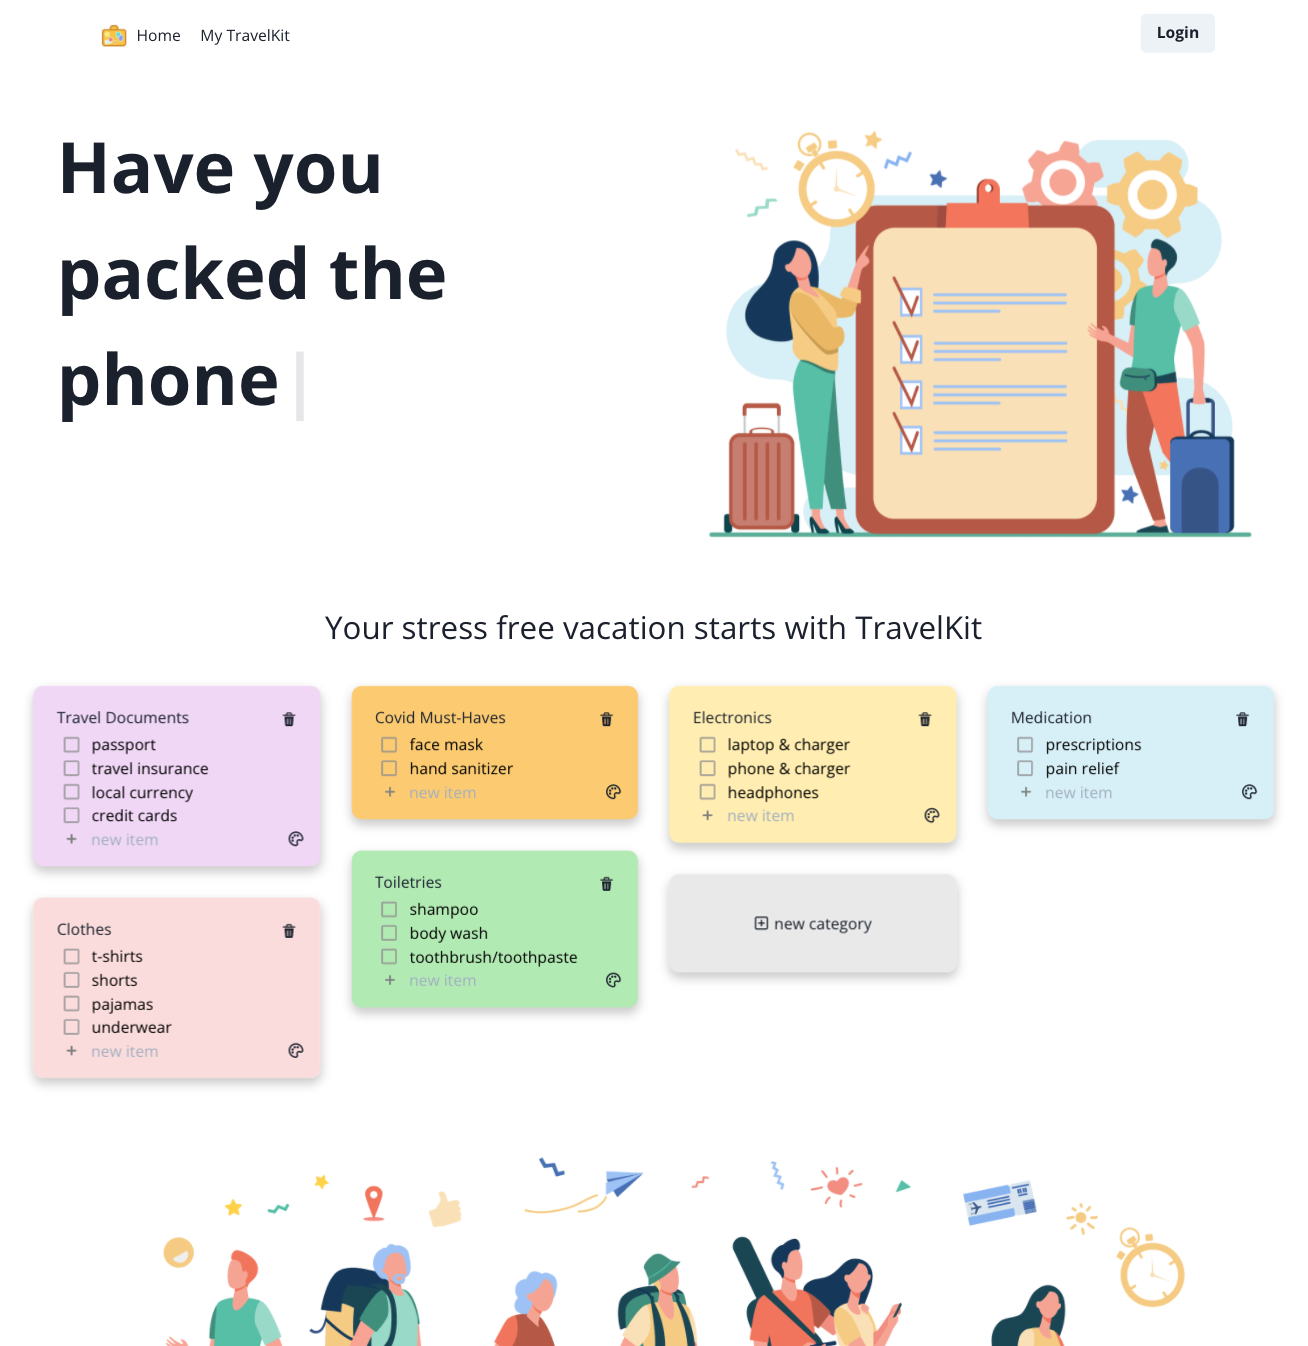 Home
My TravelKit
Login
Have you
packed the
phone
Your stress free vacation starts with TravelKit
Travel Documents
passport
travel insurance
local currency
credit cards
+ new item
Clothes
t-shirts
shorts
pajamas
underwear
+ new item
Covid Must-Haves
face mask
hand sanitizer
+ new item
Toiletries
shampoo
body wash
toothbrush/toothpaste
+ new item
Electronics
laptop & charger
phone & charger
headphones
+ new item
new category
Medication
prescriptions
pain relief
+ new item